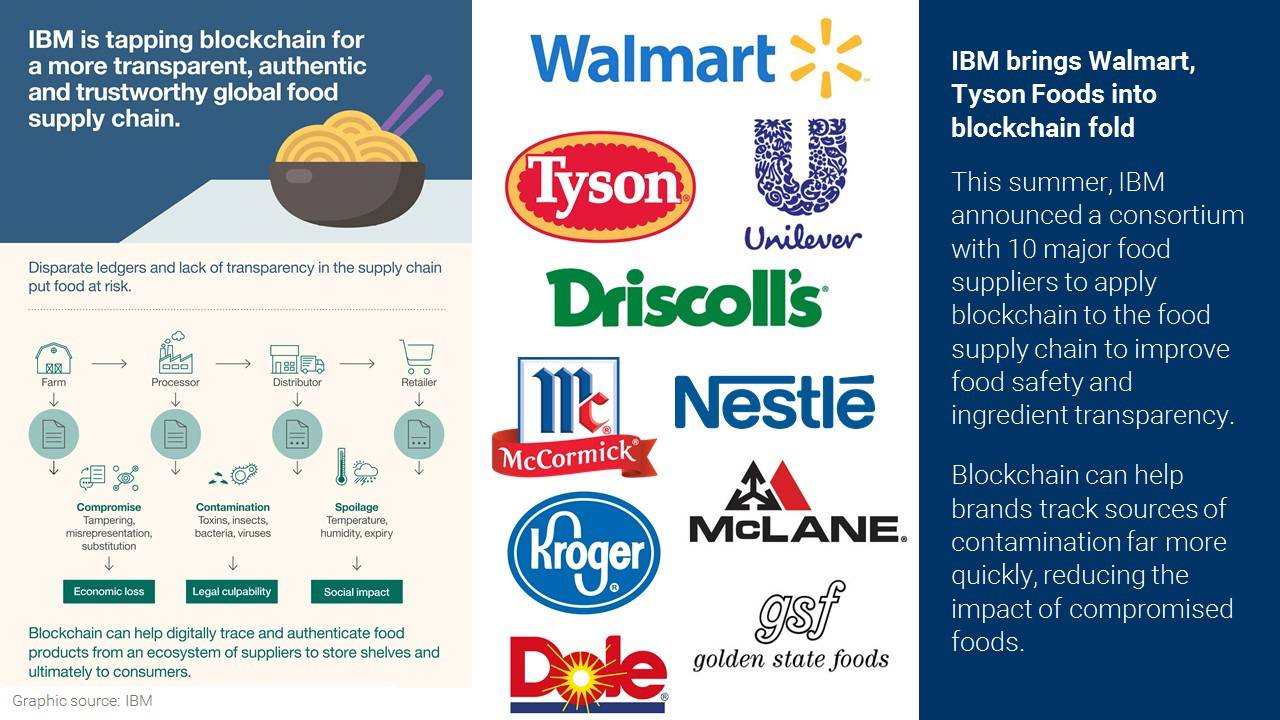 IBM is tapping blockchain for
a more transparent, authentic
and trustworthy global food
supply chain.
Disparate ledgers and lack of transparency in the supply chain
put food at risk.
Farm
Processor
Distributor
Retailer
Compromise
Tampering,
misrepresentation,
substitution
Contamination
Toxins, insects,
bacteria, viruses
Spoilage
Temperature,
humidity, expiry
Economic loss
Legal culpability
Social impact
Blockchain can help digitally trace and authenticate food
products from an ecosystem of suppliers to store shelves and
ultimately to consumers.
Graphic source: IBM
Walmart
Tyson®
Unilever
Driscoll's®
Mc®
McCormick®
Nestlé
McLANE®
Kroger®
gsf
golden state foods
Dole®
IBM brings Walmart,
Tyson Foods into
blockchain fold
This summer, IBM
announced a consortium
with 10 major food
suppliers to apply
blockchain to the food
supply chain to improve
food safety and
ingredient transparency.
Blockchain can help
brands track sources of
contamination far more
quickly, reducing the
impact of compromised
foods.